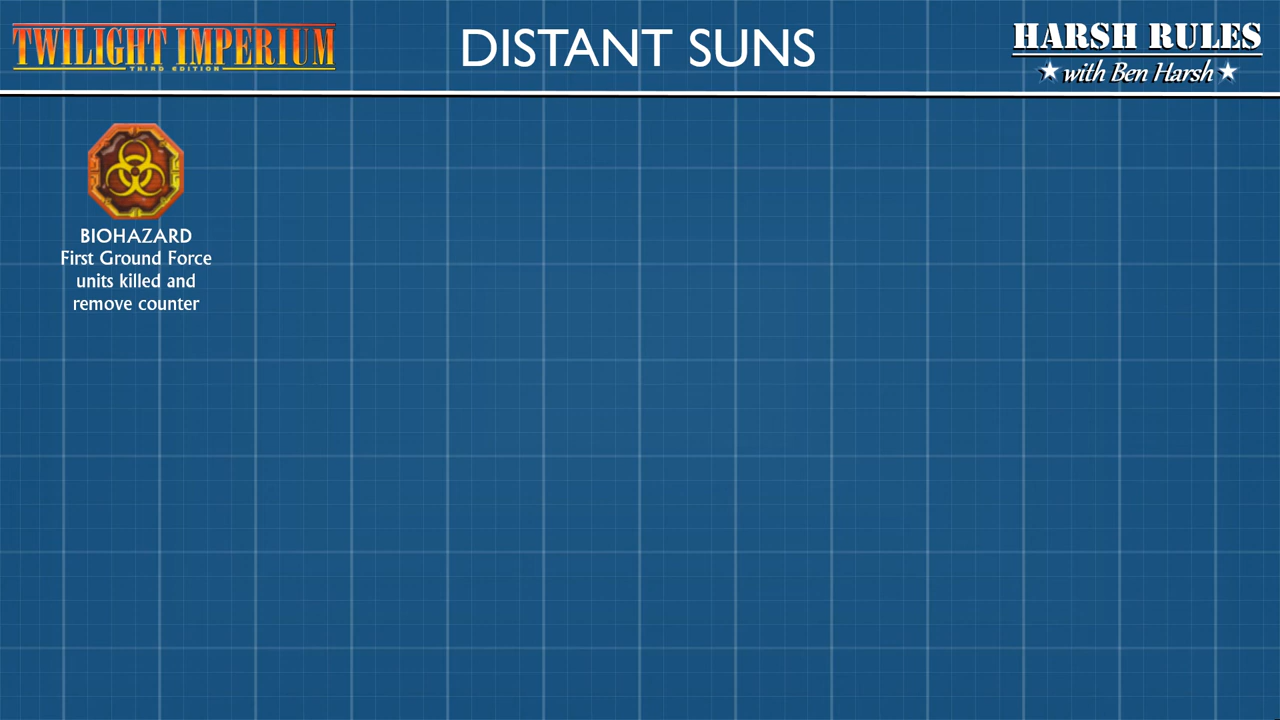 TWILIGHT IMPERIUM
THIRD EDITION
DISTANT SUNS
HARSH RULES
with Ben Harsh
BIOHAZARD
First Ground Force
units killed and
remove counter